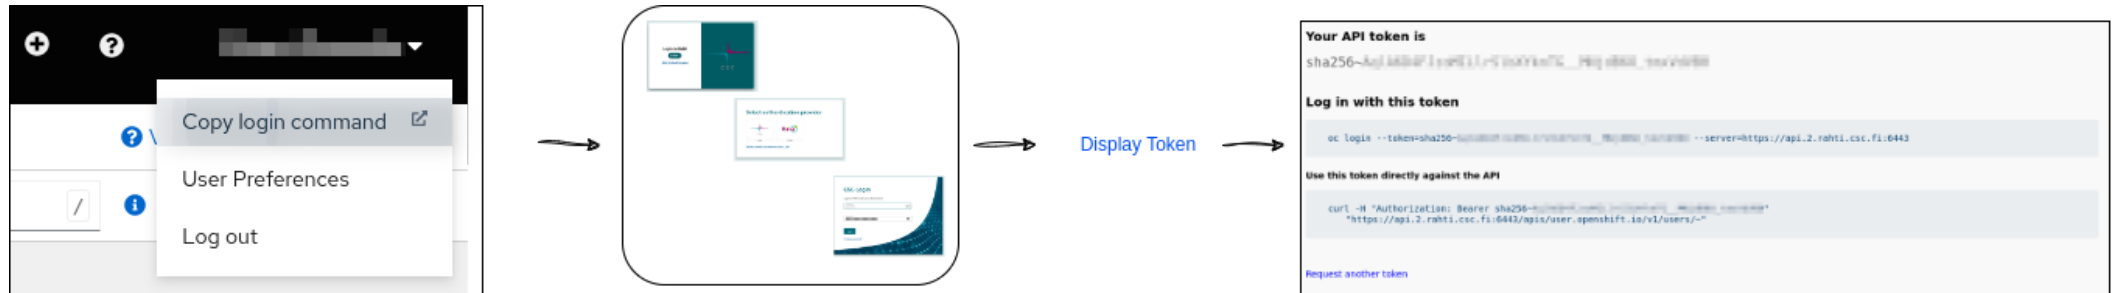 Copy login command
User Preferences
/
Log out
CSC Login
Display Token
Your API token is
sha256~
Log in with this token
oc login --token=sha256~ --server=https://api.2.rahti.csc.fi:6443
Use this token directly against the API
curl -H "Authorization: Bearer sha256~"
"https://api.2.rahti.csc.fi:6443/apis/user.openshift.io/v1/users/~"
Request another token